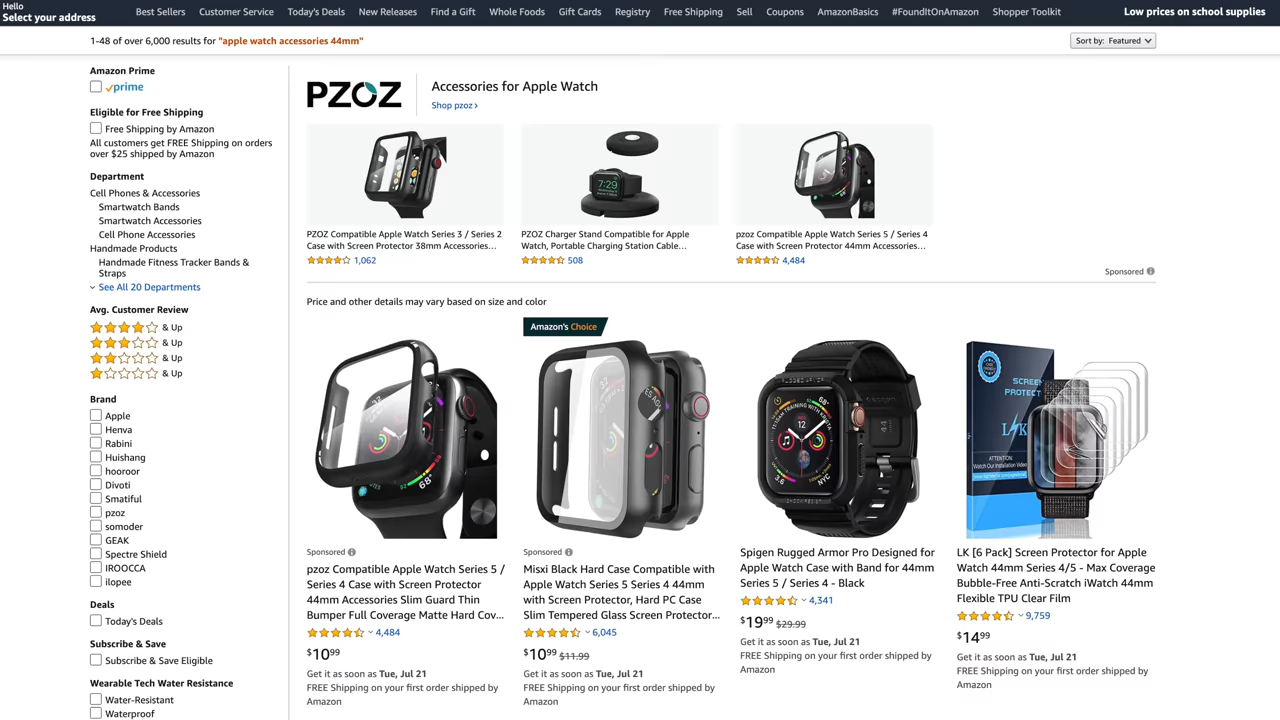 Hello
Select your address
Best Sellers Customer Service Today's Deals New Releases Find a Gift Whole Foods Gift Cards Registry Free Shipping Sell Coupons AmazonBasics #FoundItOnAmazon Shopper Toolkit
Low prices on school supplies
1-48 of over 6,000 results for "apple watch accessories 44mm"
Sort by: Featured
Amazon Prime
prime
Eligible for Free Shipping
Free Shipping by Amazon
All customers get FREE Shipping on orders
over $25 shipped by Amazon
Department
Cell Phones & Accessories
Smartwatch Bands
Smartwatch Accessories
Cell Phone Accessories
Handmade Products
Handmade Fitness Tracker Bands &
Straps
See All 20 Departments
Avg. Customer Review
& Up
& Up
& Up
& Up
Brand
Apple
Henva
Rabini
Huishang
hooroor
Divoti
Smatiful
pzoz
somoder
GEAK
Spectre Shield
IROOCCA
ilopee
Deals
Today's Deals
Subscribe & Save
Subscribe & Save Eligible
Wearable Tech Water Resistance
Water-Resistant
Waterproof
PZOZ
Accessories for Apple Watch
Shop pzoz ›
7:29
PZOZ Compatible Apple Watch Series 3 / Series 2
Case with Screen Protector 38mm Accessories...
1,062
PZOZ Charger Stand Compatible for Apple
Watch, Portable Charging Station Cable...
508
pzoz Compatible Apple Watch Series 5 / Series 4
Case with Screen Protector 44mm Accessories...
4,484
Sponsored
Price and other details may vary based on size and color
68°
Sponsored
pzoz Compatible Apple Watch Series 5 /
Series 4 Case with Screen Protector
44mm Accessories Slim Guard Thin
Bumper Full Coverage Matte Hard Cov...
4,484
$10.99
Get it as soon as Tue, Jul 21
FREE Shipping on your first order shipped by
Amazon
Amazon's Choice
Sponsored
Misxi Black Hard Case Compatible with
Apple Watch Series 5 Series 4 44mm
with Screen Protector, Hard PC Case
Slim Tempered Glass Screen Protector...
6,045
$10.99 $11.99
Get it as soon as Tue, Jul 21
FREE Shipping on your first order shipped by
Amazon
68°
12
3.6
NYC
Spigen Rugged Armor Pro Designed for
Apple Watch Case with Band for 44mm
Series 5 / Series 4 - Black
4,341
$19.99 $29.99
Get it as soon as Tue, Jul 21
FREE Shipping on your first order shipped by
Amazon
SCREEN
PROTECT
LK
ATTENTION
Watch Our Installation Video
LK [6 Pack] Screen Protector for Apple
Watch 44mm Series 4/5 - Max Coverage
Bubble-Free Anti-Scratch iWatch 44mm
Flexible TPU Clear Film
9,759
$14.99
Get it as soon as Tue, Jul 21
FREE Shipping on your first order shipped by
Amazon